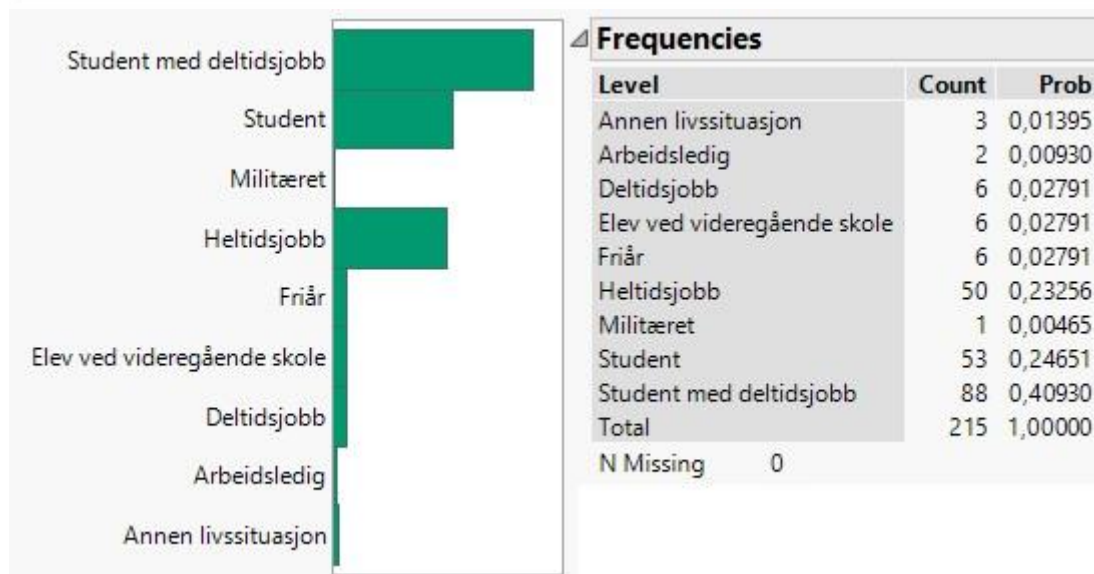 Student med deltidsjobb
Student
Militæret
Heltidsjobb
Friår
Elev ved videregående skole
Deltidsjobb
Arbeidsledig
Annen livssituasjon
Frequencies
Level Count Prob
Annen livssituasjon 3 0,01395
Arbeidsledig 2 0,00930
Deltidsjobb 6 0,02791
Elev ved videregående skole 6 0,02791
Friår 6 0,02791
Heltidsjobb 50 0,23256
Militæret 1 0,00465
Student 53 0,24651
Student med deltidsjobb 88 0,40930
Total 215 1,00000
N Missing 0